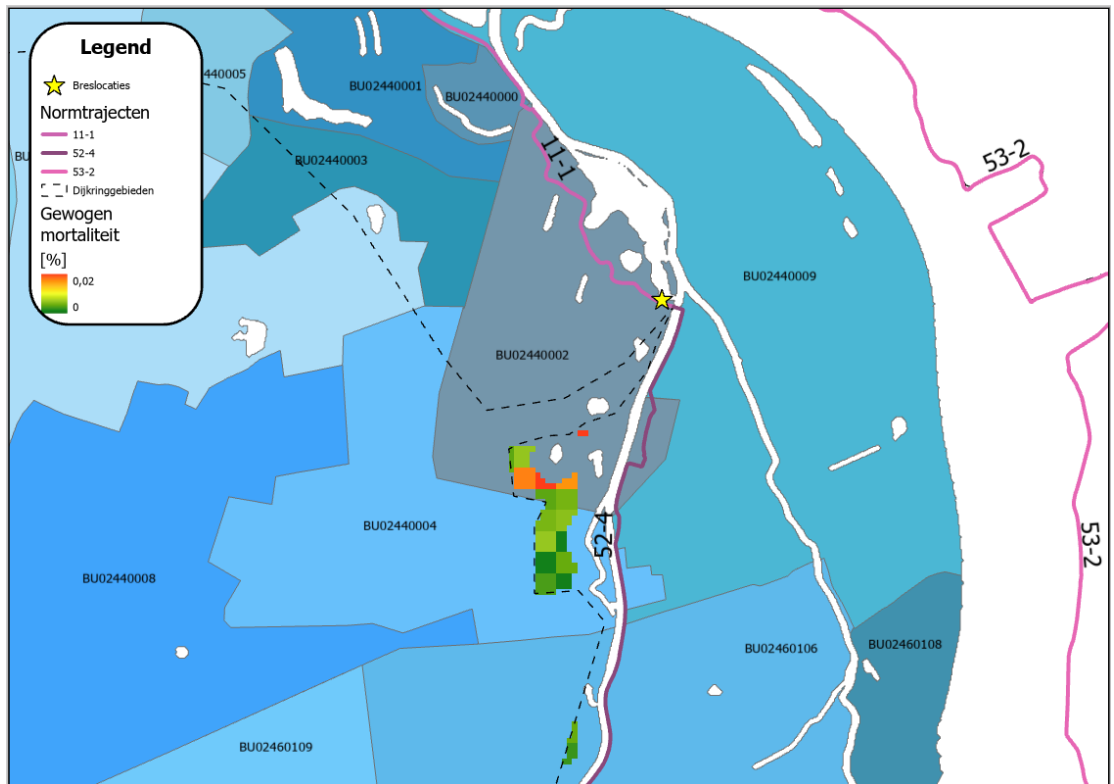 Legend
Breslocaties
Normtrajecten
11-1
52-4
53-2
Dijkringgebieden
Gewogen
mortaliteit
[%]
0,02
0
440005
BU02440001
BU02440000
BU
BU02440003
11-1
53-2
BU02440009
BU02440002
BU02440004
52-4
53-2
BU02440008
BU02460106
BU02460108
BU02460109